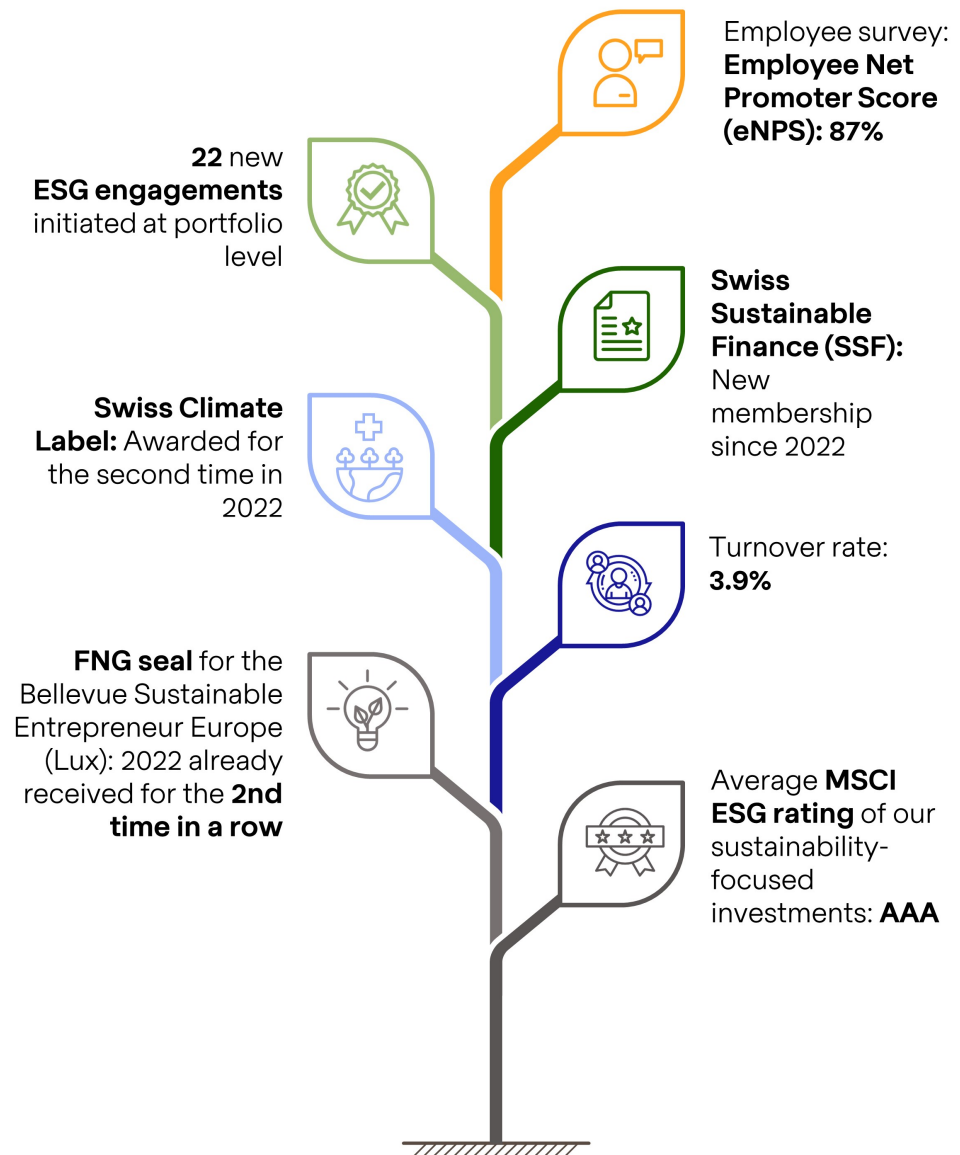 Employee survey:
Employee Net
Promoter Score
(eNPS): 87%
22 new
ESG engagements
initiated at portfolio
level
Swiss
Sustainable
Finance (SSF):
New
membership
since 2022
Swiss Climate
Label: Awarded for
the second time in
2022
Turnover rate:
3.9%
FNG seal for the
Bellevue Sustainable
Entrepreneur Europe
(Lux): 2022 already
received for the 2nd
time in a row
Average MSCI
ESG rating of our
sustainability-
focused
investments: AAA